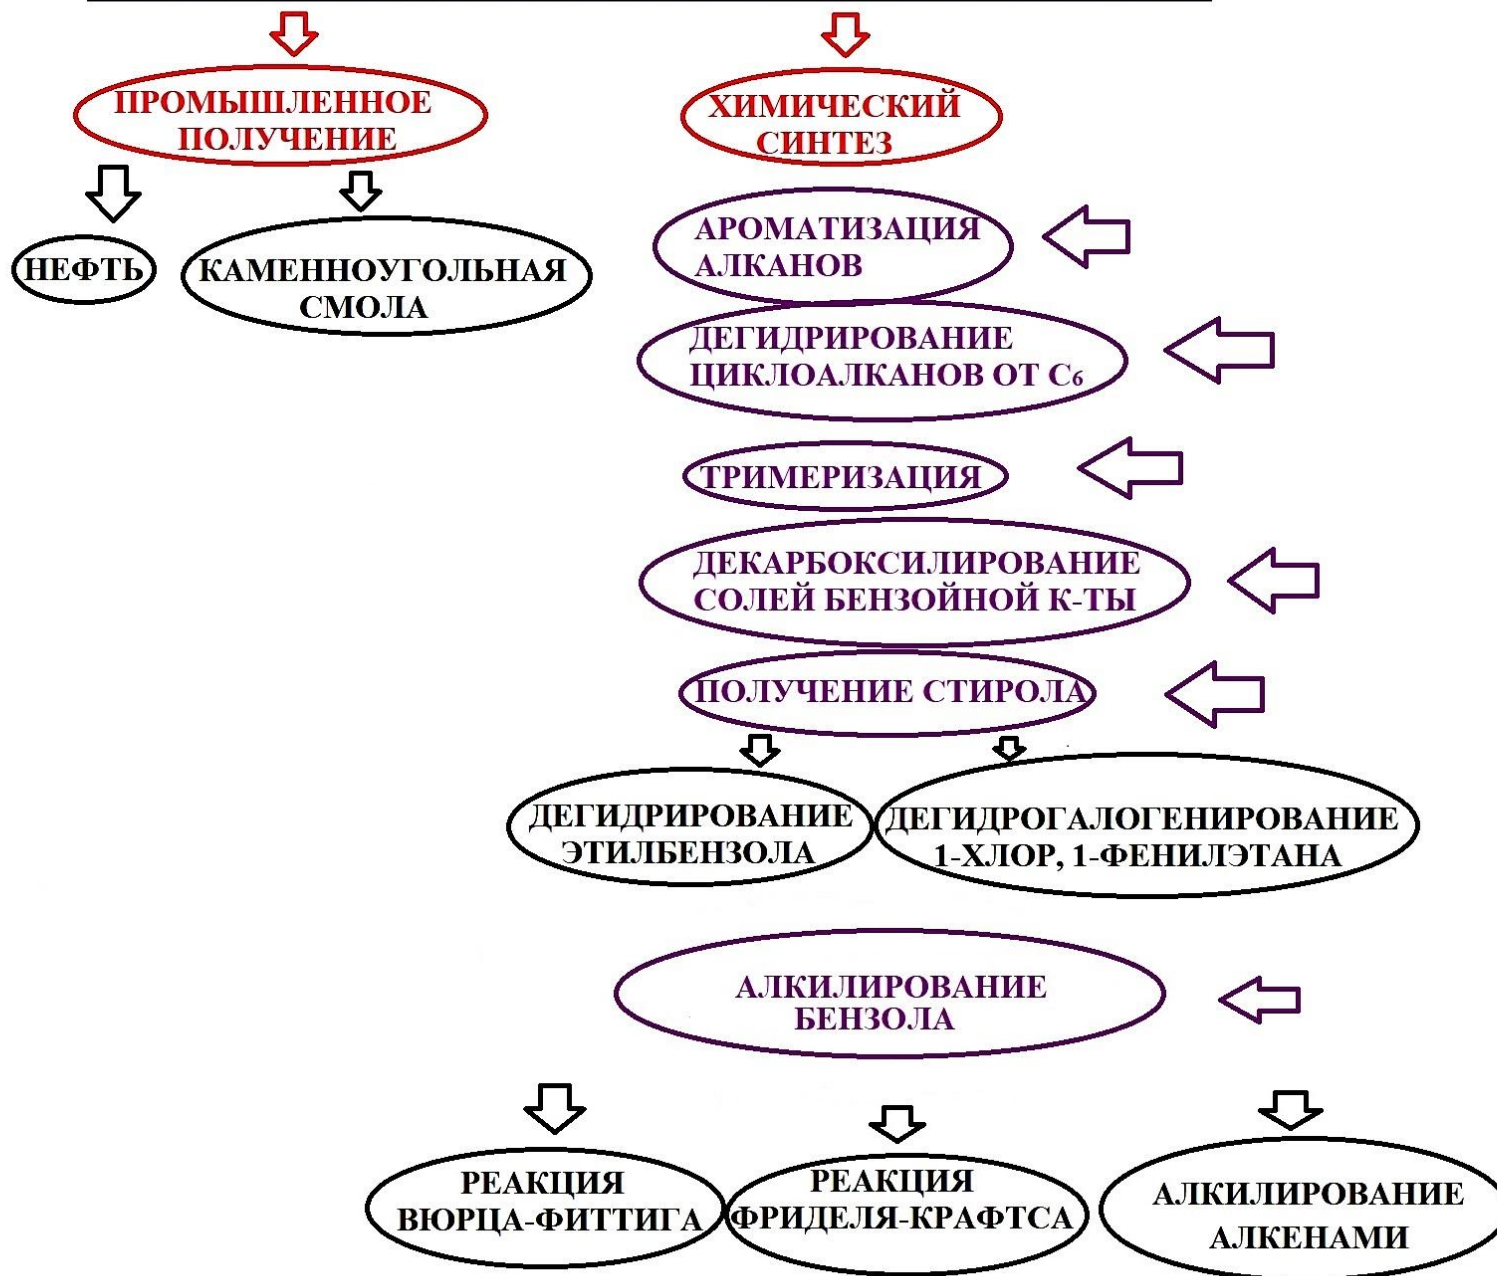 ПРОМЫШЛЕННОЕ
ПОЛУЧЕНИЕ
ХИМИЧЕСКИЙ
СИНТЕЗ
НЕФТЬ
КАМЕННОУГОЛЬНАЯ
СМОЛА
АРОМАТИЗАЦИЯ
АЛКАНОВ
ДЕГИДРИРОВАНИЕ
ЦИКЛОАЛКАНОВ ОТ С₆
ТРИМЕРИЗАЦИЯ
ДЕКАРБОКСИЛИРОВАНИЕ
СОЛЕЙ БЕНЗОЙНОЙ К-ТЫ
ПОЛУЧЕНИЕ СТИРОЛА
ДЕГИДРИРОВАНИЕ
ЭТИЛБЕНЗОЛА
ДЕГИДРОГАЛОГЕНИРОВАНИЕ
1-ХЛОР, 1-ФЕНИЛЭТАНА
АЛКИЛИРОВАНИЕ
БЕНЗОЛА
РЕАКЦИЯ
ВЮРЦА-ФИТТИГА
РЕАКЦИЯ
ФРИДЕЛЯ-КРАФТСА
АЛКИЛИРОВАНИЕ
АЛКЕНАМИ